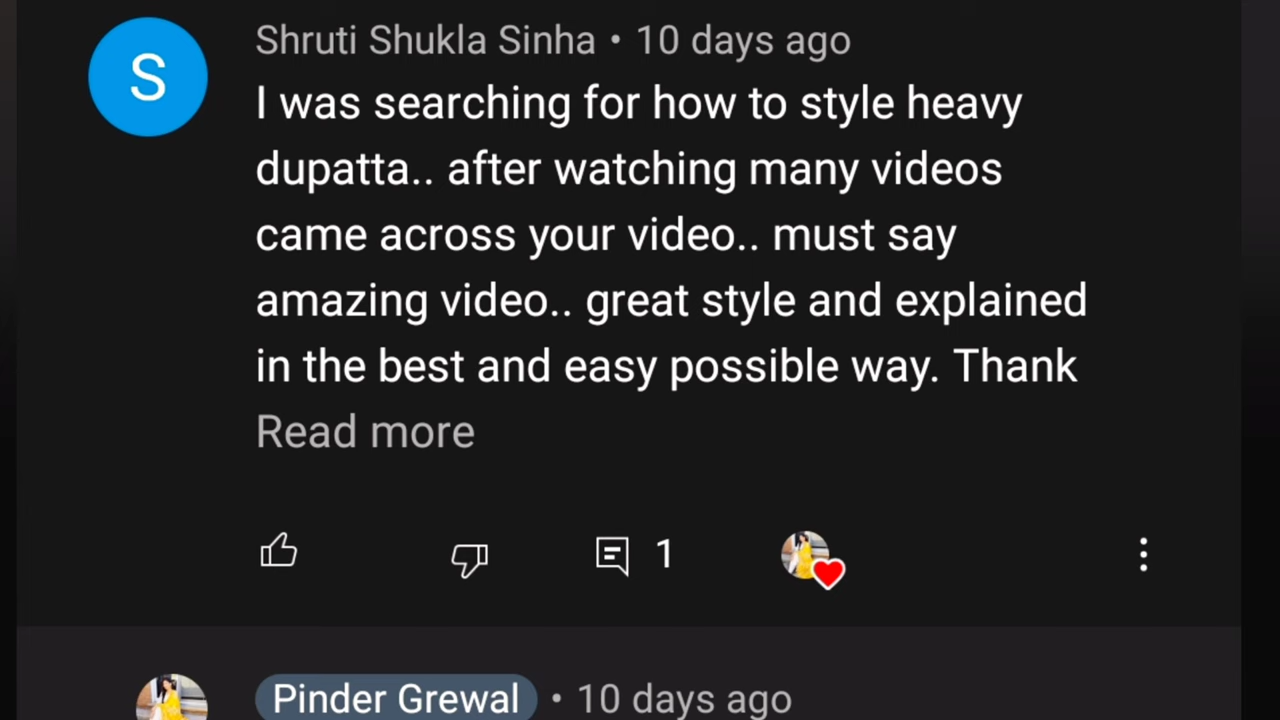 S
Shruti Shukla Sinha • 10 days ago
I was searching for how to style heavy
dupatta.. after watching many videos
came across your video.. must say
amazing video.. great style and explained
in the best and easy possible way. Thank
Read more
1
Pinder Grewal • 10 days ago